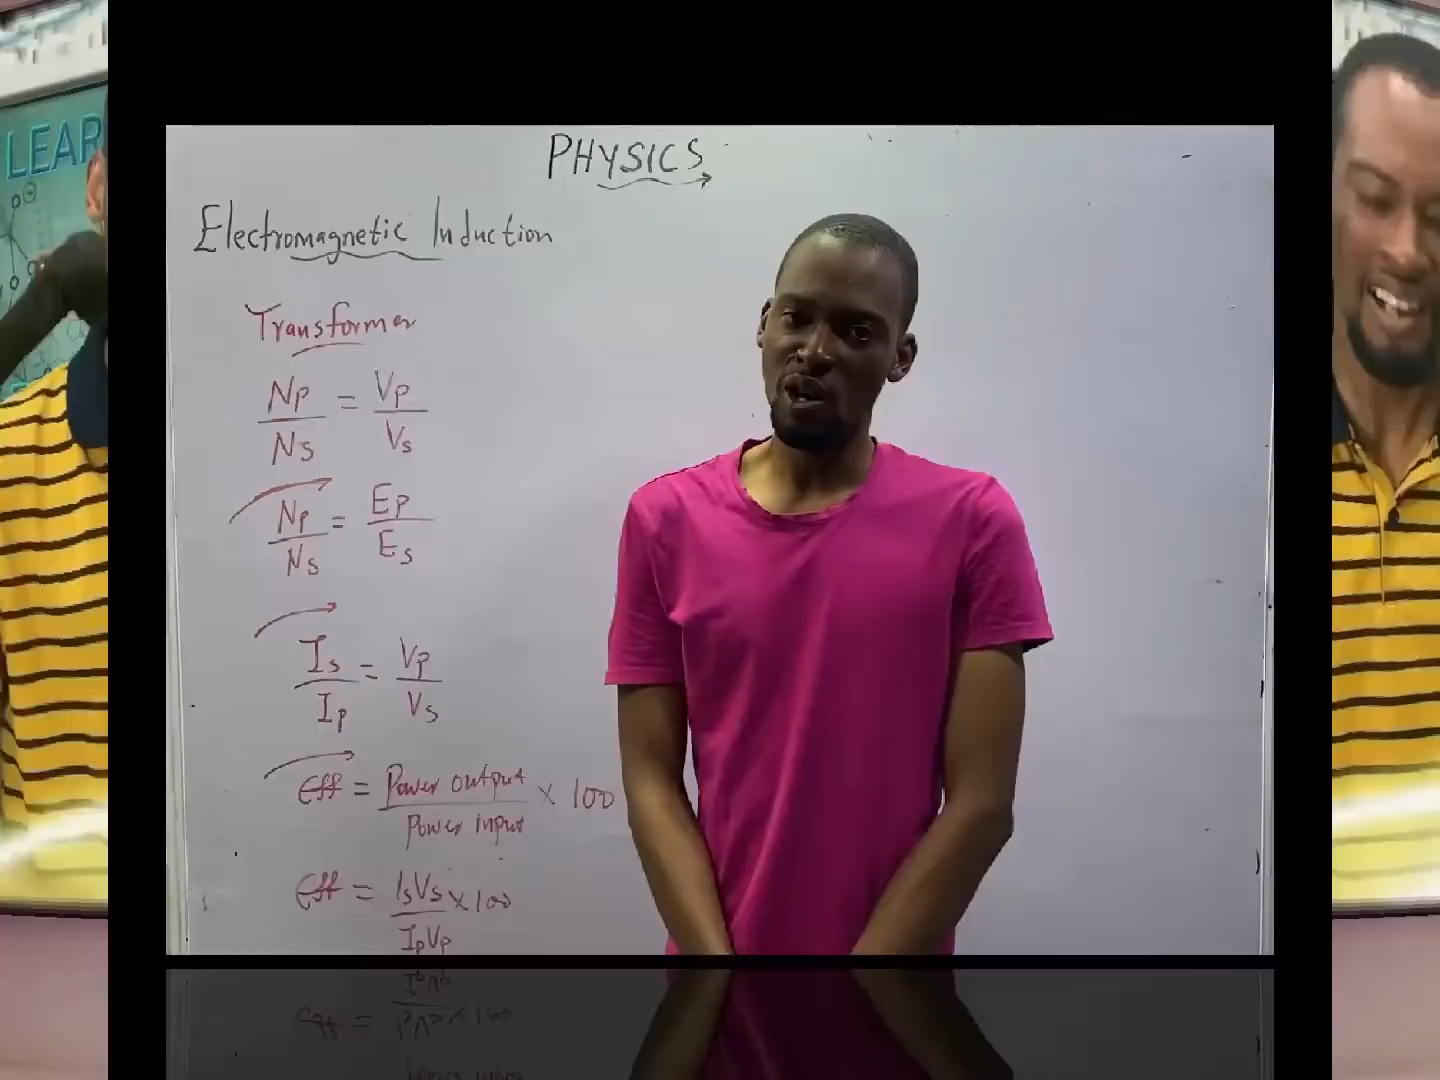 LEAR
PHYSICS
Electromagnetic Induction
Transformer
Np/Ns = Vp/Vs
Np/Ns = Ep/Es
Is/Ip = Vp/Vs
Eff = Power output/Power input × 100
Eff = IsVs/IpVp × 100